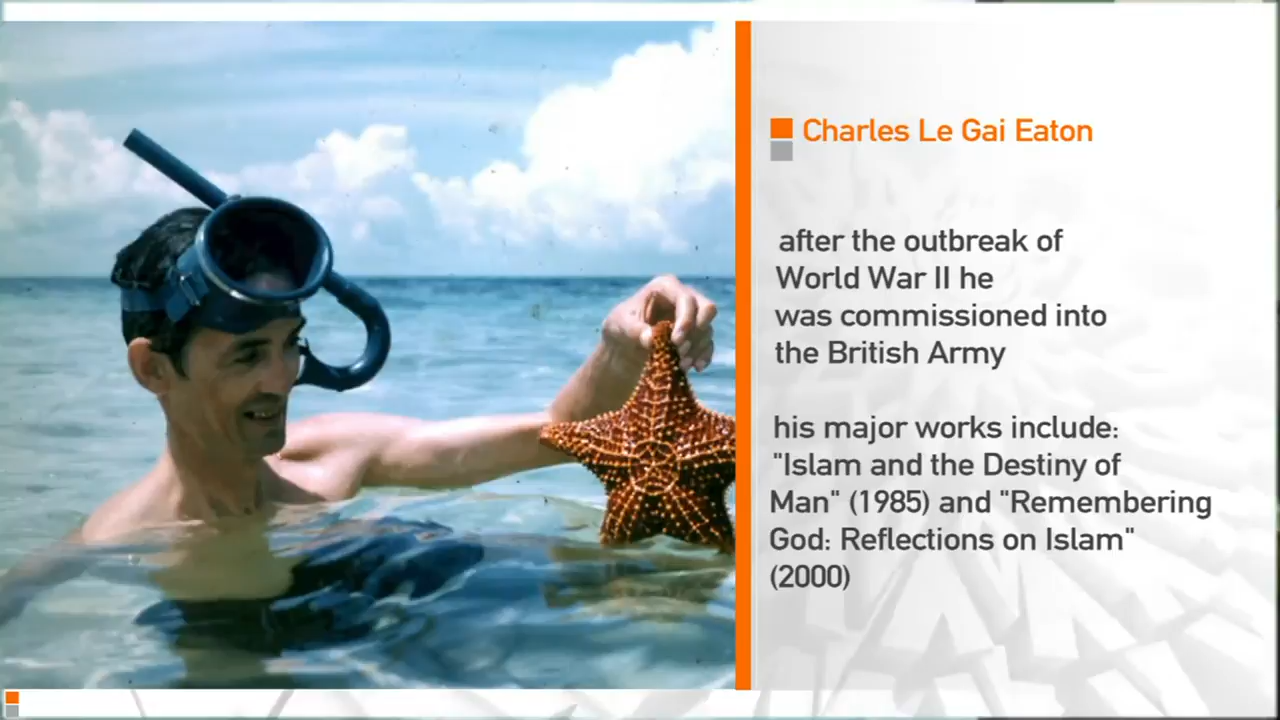 Charles Le Gai Eaton
after the outbreak of
World War II he
was commissioned into
the British Army
his major works include:
"Islam and the Destiny of
Man" (1985) and "Remembering
God: Reflections on Islam"
(2000)